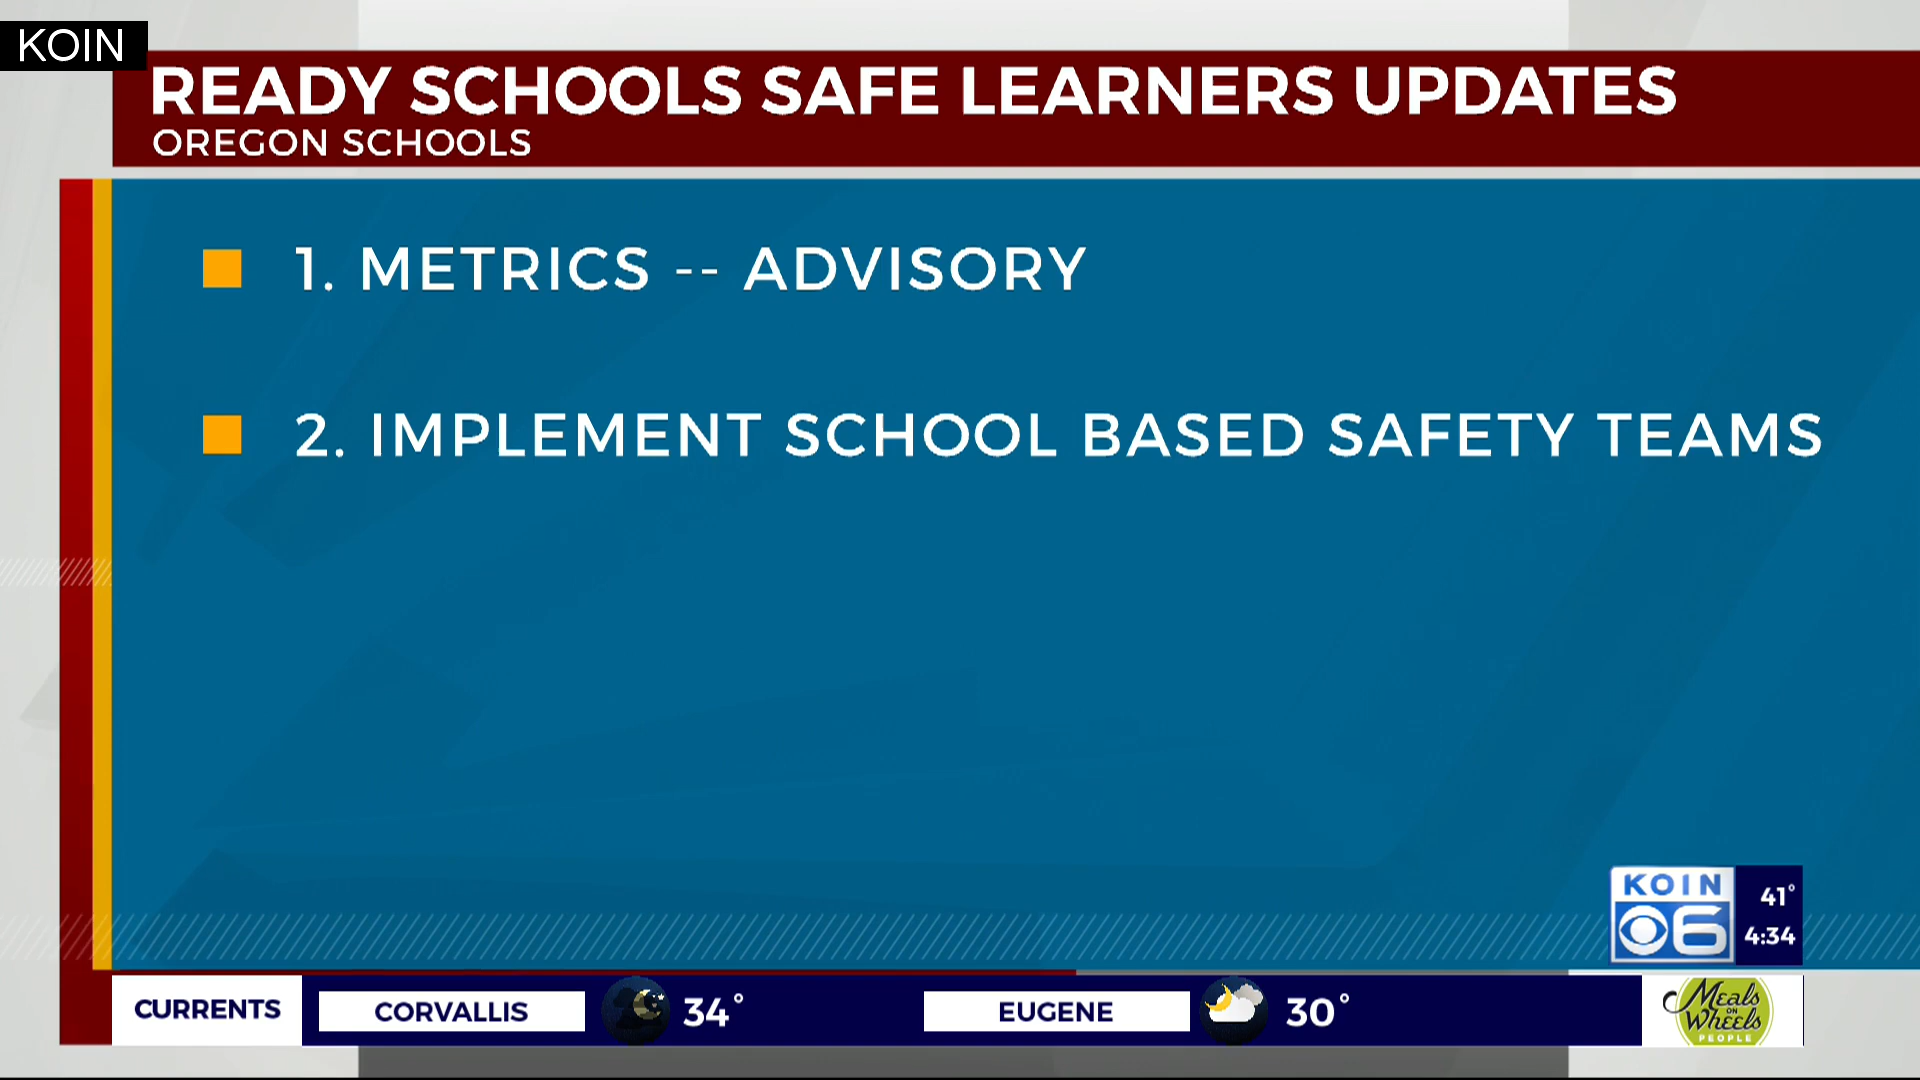 KOIN
READY SCHOOLS SAFE LEARNERS UPDATES
OREGON SCHOOLS
1. METRICS -- ADVISORY
2. IMPLEMENT SCHOOL BASED SAFETY TEAMS
KOIN
6
41°
4:34
CURRENTS
CORVALLIS
34°
EUGENE
30°
Meals
ON
Wheels
PEOPLE